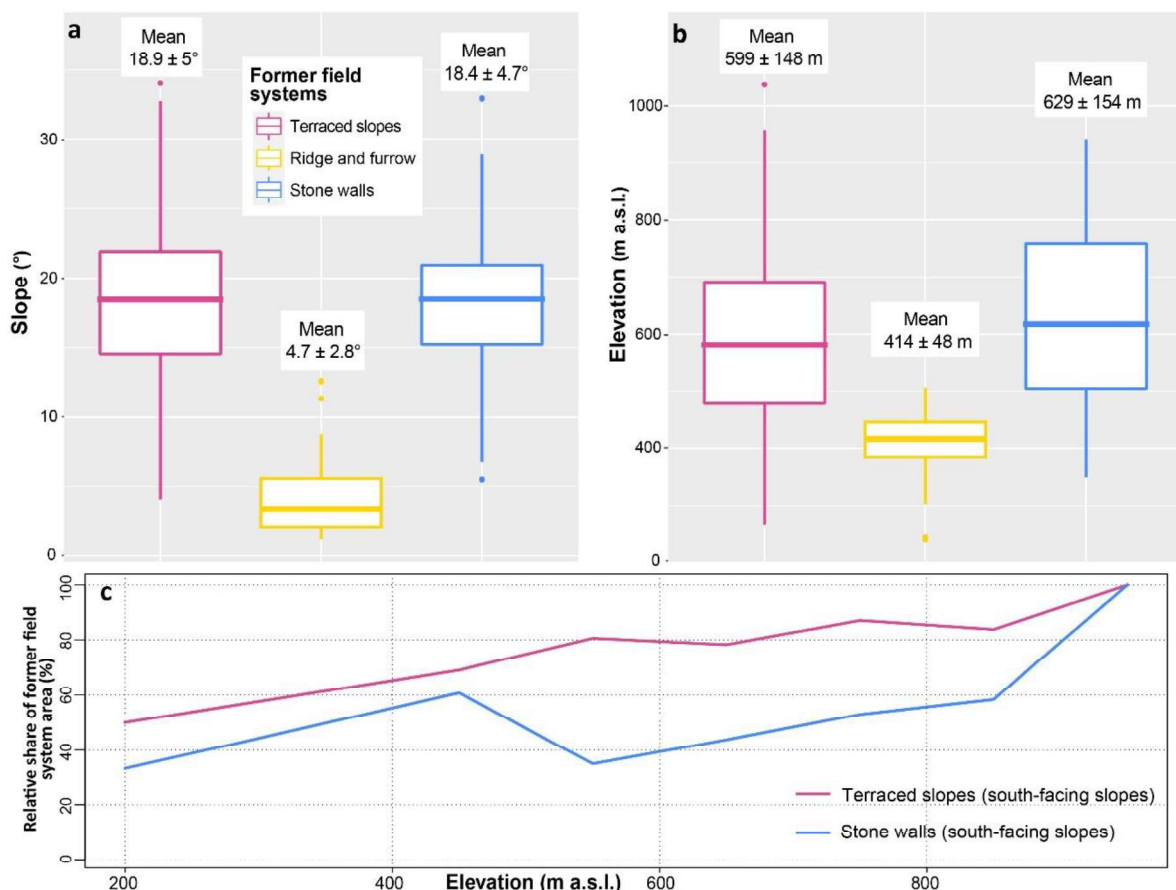 a
Mean
18.9 ± 5°
Former field
systems
Terraced slopes
Ridge and furrow
Stone walls
Mean
18.4 ± 4.7°
Mean
4.7 ± 2.8°
Slope (°)
30
20
10
0
b
Mean
599 ± 148 m
Mean
629 ± 154 m
Mean
414 ± 48 m
Elevation (m a.s.l.)
1000
800
600
400
0
c
Relative share of former field
system area (%)
100
80
60
40
20
0
Terraced slopes (south-facing slopes)
Stone walls (south-facing slopes)
200
400
600
800
Elevation (m a.s.l.)